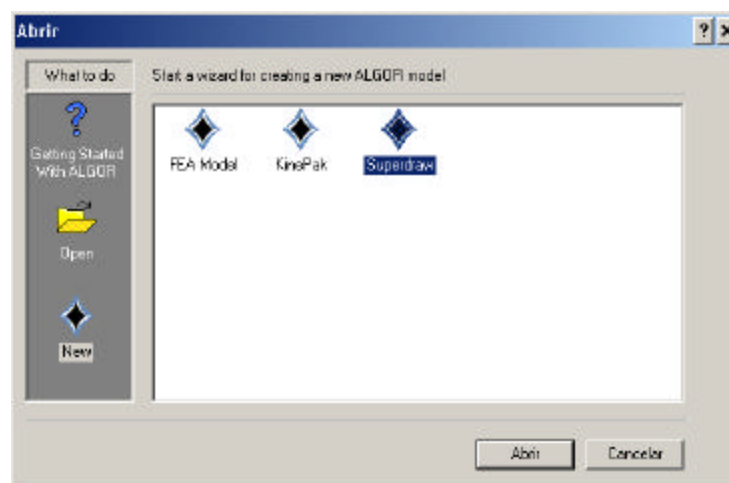 Abrir
What to do
Start a wizard for creating a new ALGOR model
Getting Started
With ALGOR
Open
New
FEA Model
KinePak
Superdraw
Abrir
Cancelar